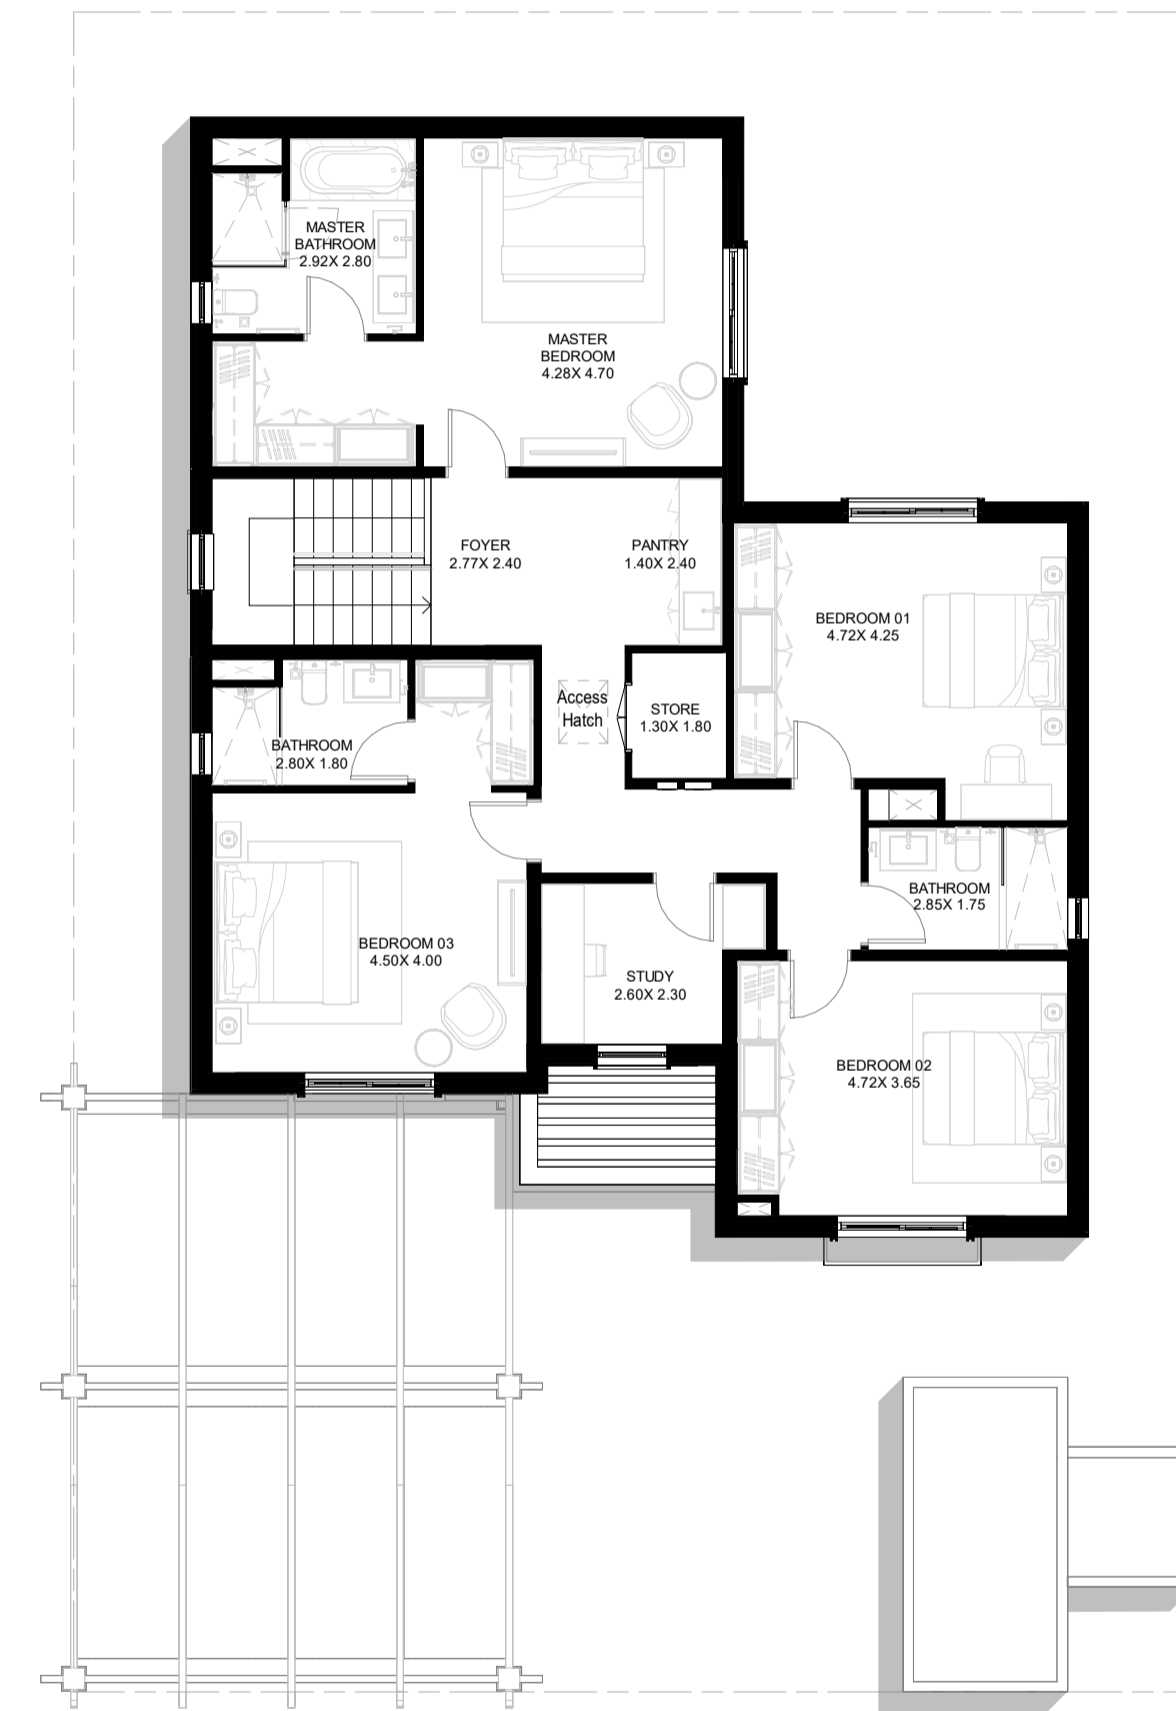 MASTER
BATHROOM
2.92X 2.80
MASTER
BEDROOM
4.28X 4.70
FOYER
2.77X 2.40
PANTRY
1.40X 2.40
BEDROOM 01
4.72X 4.25
Access
Hatch
STORE
1.30X 1.80
BATHROOM
2.80X 1.80
BATHROOM
2.85X 1.75
BEDROOM 03
4.50X 4.00
STUDY
2.60X 2.30
BEDROOM 02
4.72X 3.65